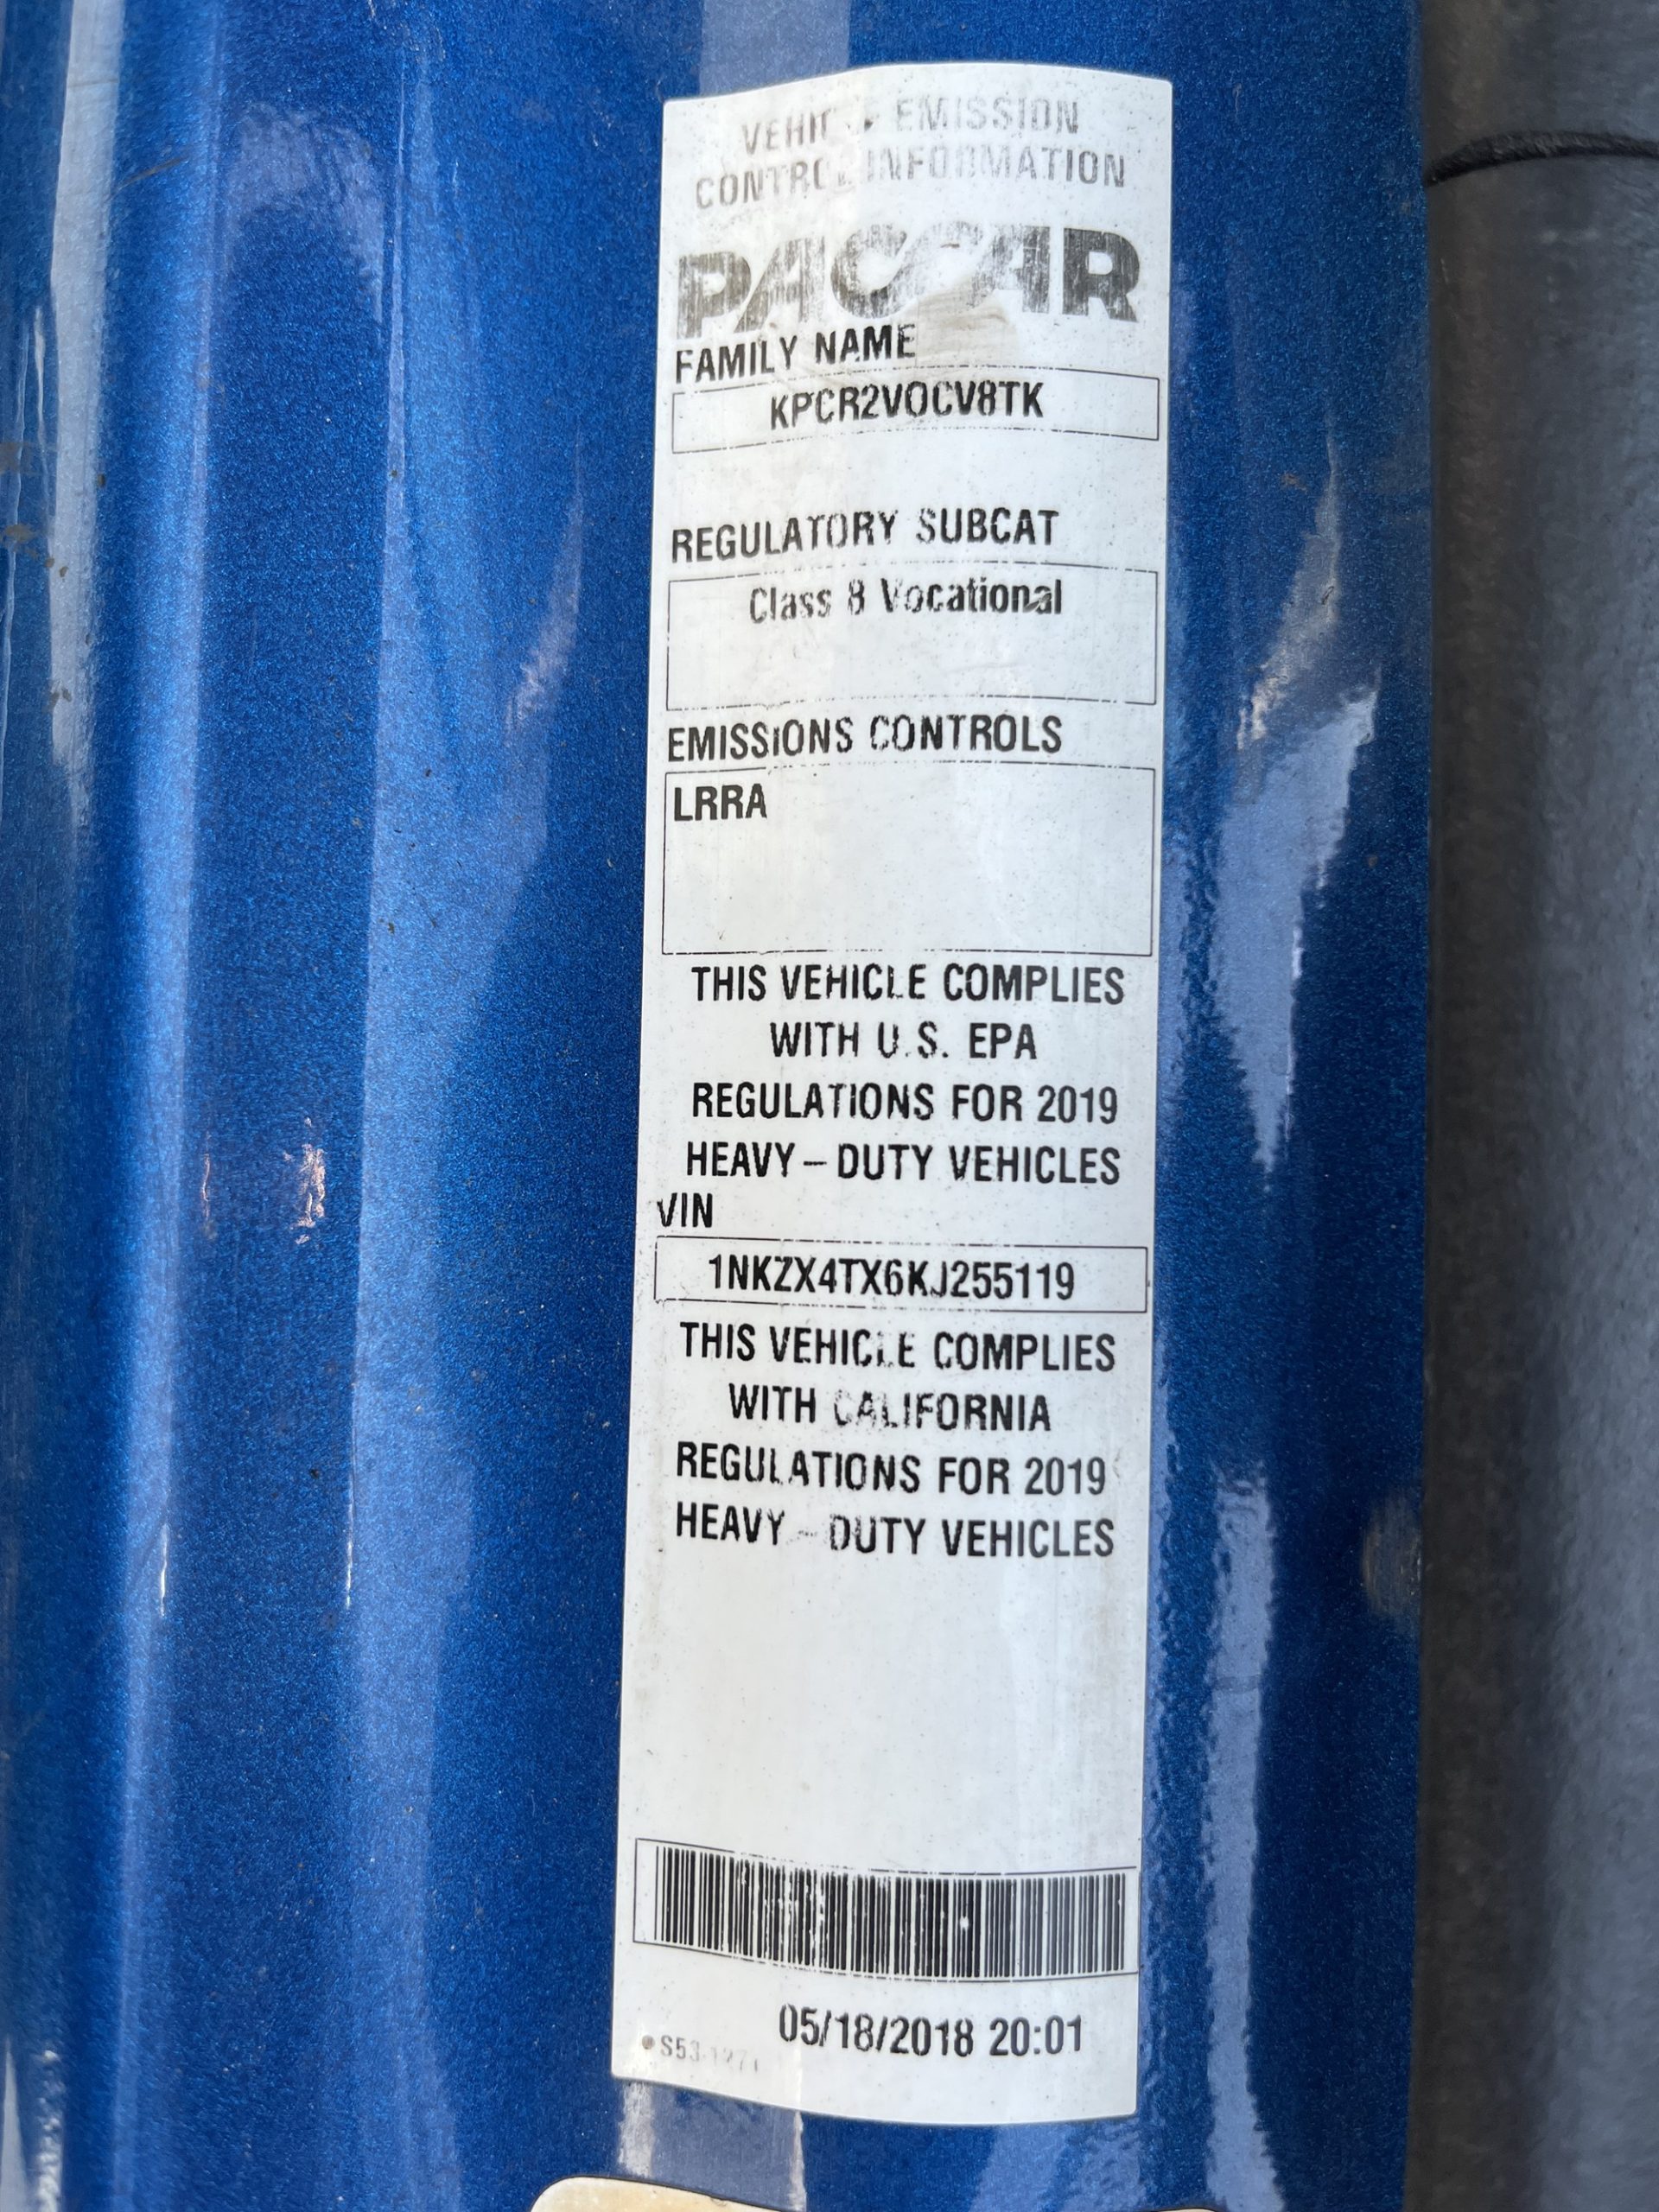 VEHICLE EMISSION
CONTROL INFORMATION
PACCAR
FAMILY NAME
KPCR2VOCV8TK
REGULATORY SUBCAT
Class 8 Vocational
EMISSIONS CONTROLS
LRRA
THIS VEHICLE COMPLIES
WITH U.S. EPA
REGULATIONS FOR 2019
HEAVY-DUTY VEHICLES
VIN
1NKZX4TX6KJ255119
THIS VEHICLE COMPLIES
WITH CALIFORNIA
REGULATIONS FOR 2019
HEAVY-DUTY VEHICLES
05/18/2018 20:01